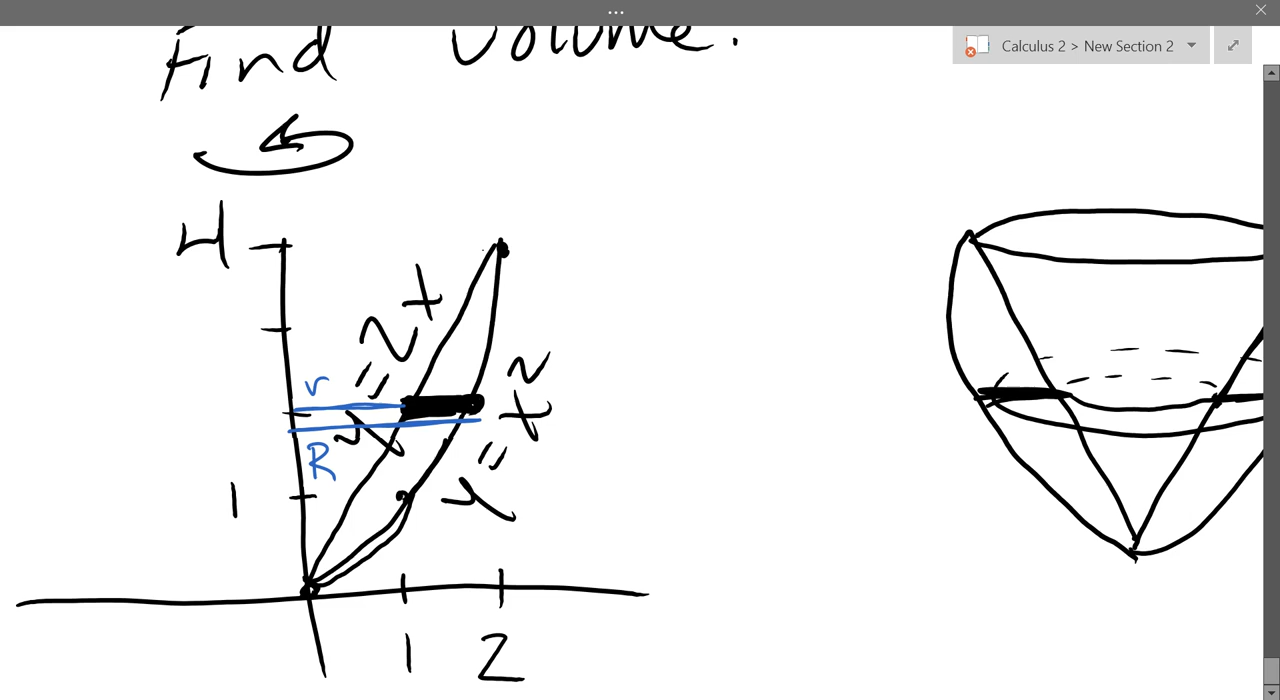 ...
Calculus 2 > New Section 2
Find Volume.
4
y = 2x
r
R
y = x²
1
1 2